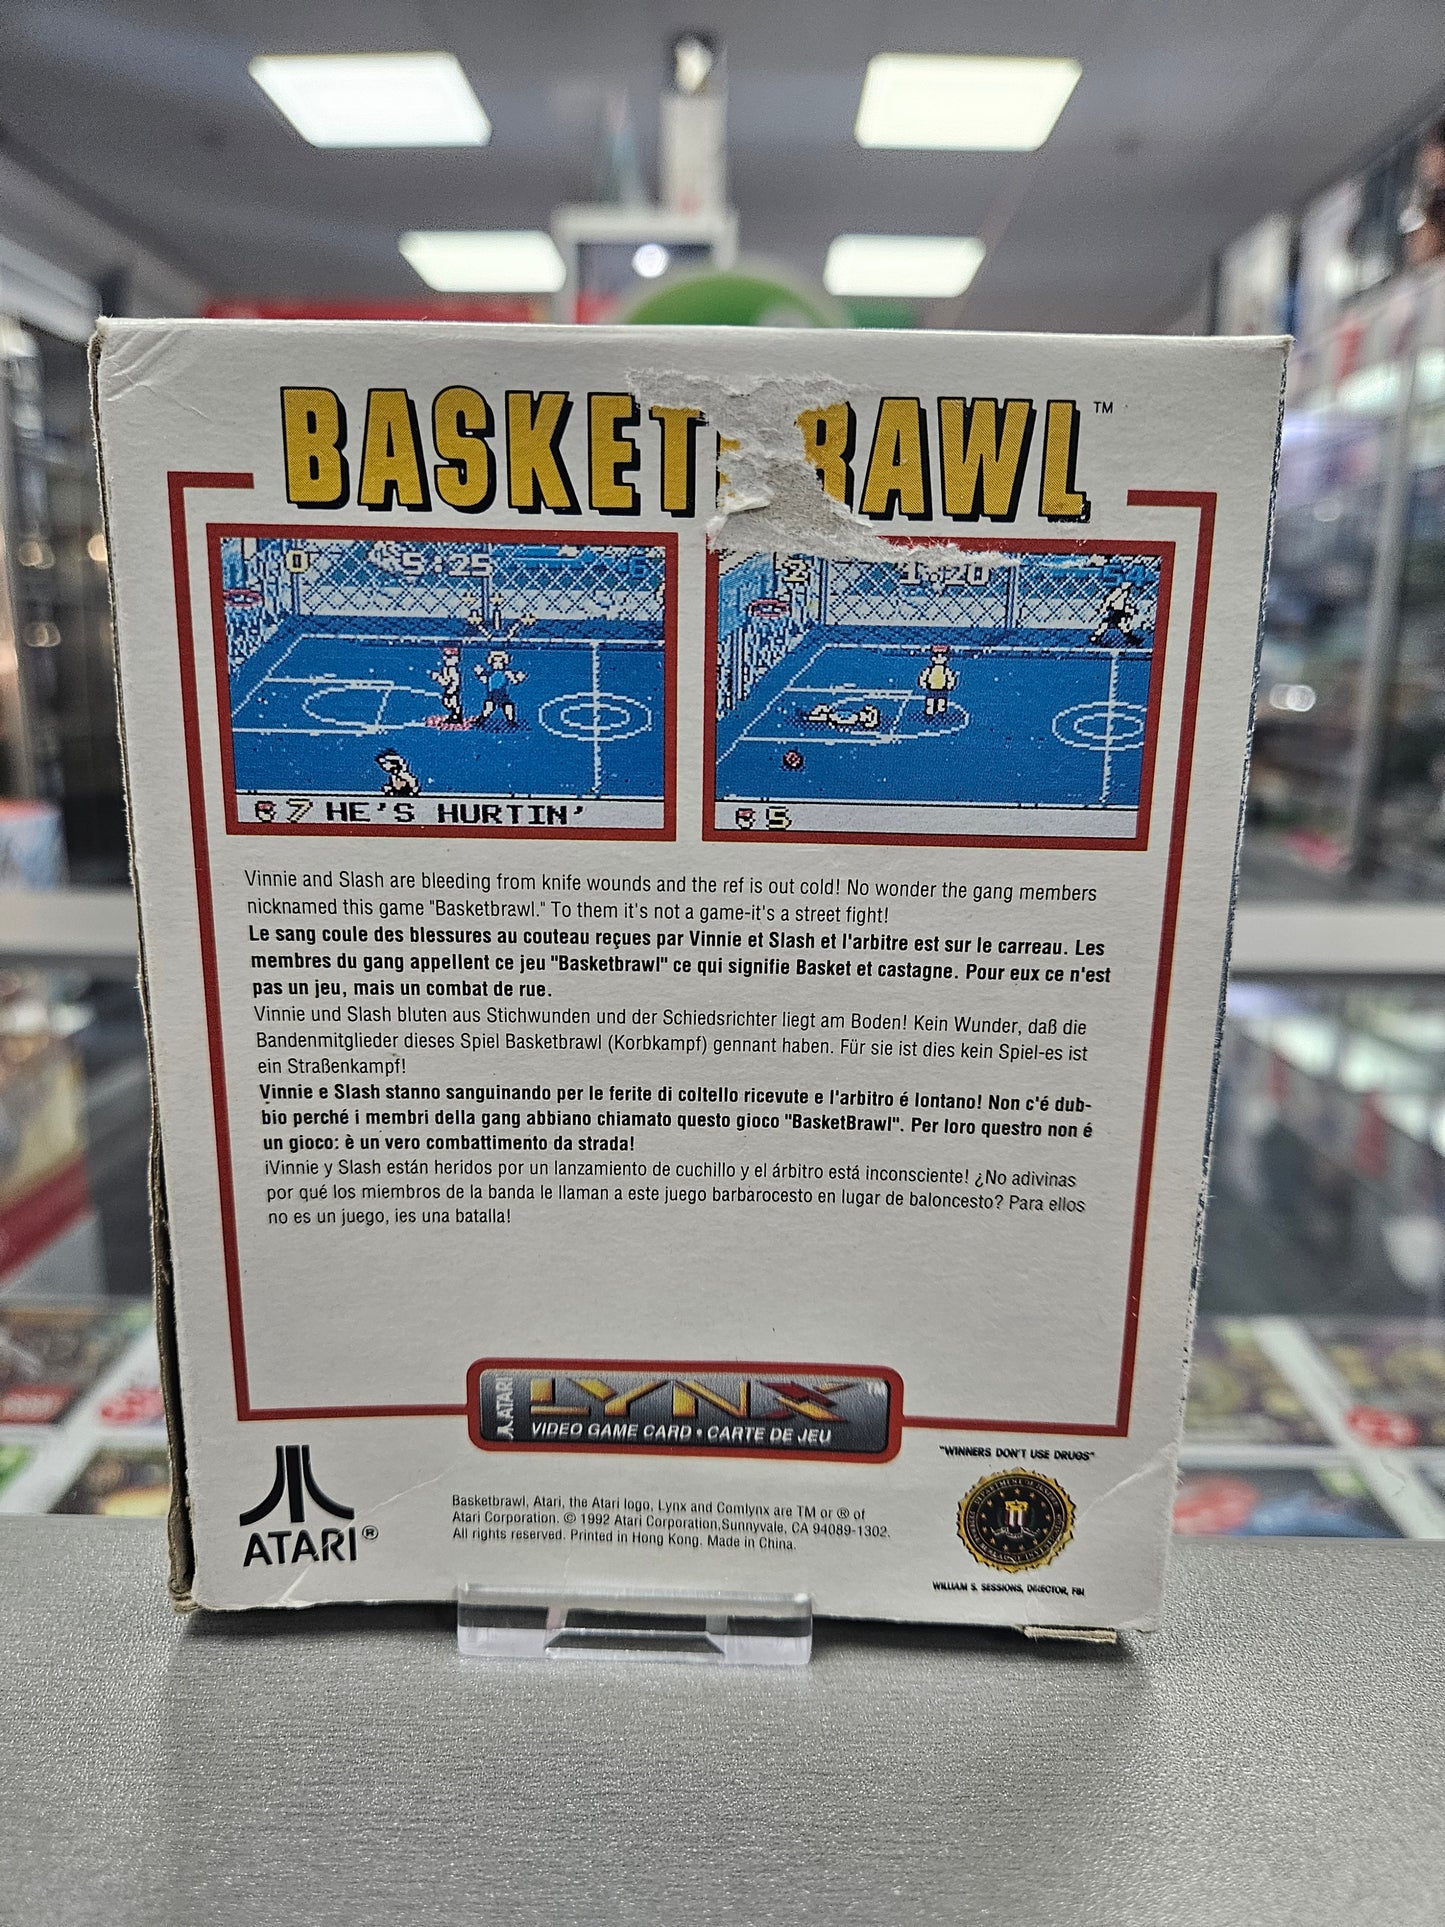 BASKETBRAWL™
0 5:25 6
2 1:20 54
67 HE'S HURTIN'
65
Vinnie and Slash are bleeding from knife wounds and the ref is out cold! No wonder the gang members
nicknamed this game "Basketbrawl." To them it's not a game-it's a street fight!
Le sang coule des blessures au couteau reçues par Vinnie et Slash et l'arbitre est sur le carreau. Les
membres du gang appellent ce jeu "Basketbrawl" ce qui signifie Basket et castagne. Pour eux ce n'est
pas un jeu, mais un combat de rue.
Vinnie und Slash bluten aus Stichwunden und der Schiedsrichter liegt am Boden! Kein Wunder, daß die
Bandenmitglieder dieses Spiel Basketbrawl (Korbkampf) gennant haben. Für sie ist dies kein Spiel-es ist
ein Straßenkampf!
Vinnie e Slash stanno sanguinando per le ferite di coltello ricevute e l'arbitro é lontano! Non c'é dub-
bio perché i membri della gang abbiano chiamato questo gioco "BasketBrawl". Per loro questro non é
un gioco: è un vero combattimento da strada!
¡Vinnie y Slash están heridos por un lanzamiento de cuchillo y el árbitro está inconsciente! ¿No adivinas
por qué los miembros de la banda le llaman a este juego barbarocesto en lugar de baloncesto? Para ellos
no es un juego, ¡es una batalla!
ATARI LYNX™
VIDEO GAME CARD • CARTE DE JEU
"WINNERS DON'T USE DRUGS"
ATARI®
Basketbrawl, Atari, the Atari logo, Lynx and Comlynx are TM or ® of
Atari Corporation. © 1992 Atari Corporation,Sunnyvale, CA 94089-1302.
All rights reserved. Printed in Hong Kong. Made in China.
WILLIAM S. SESSIONS, DIRECTOR, FBI